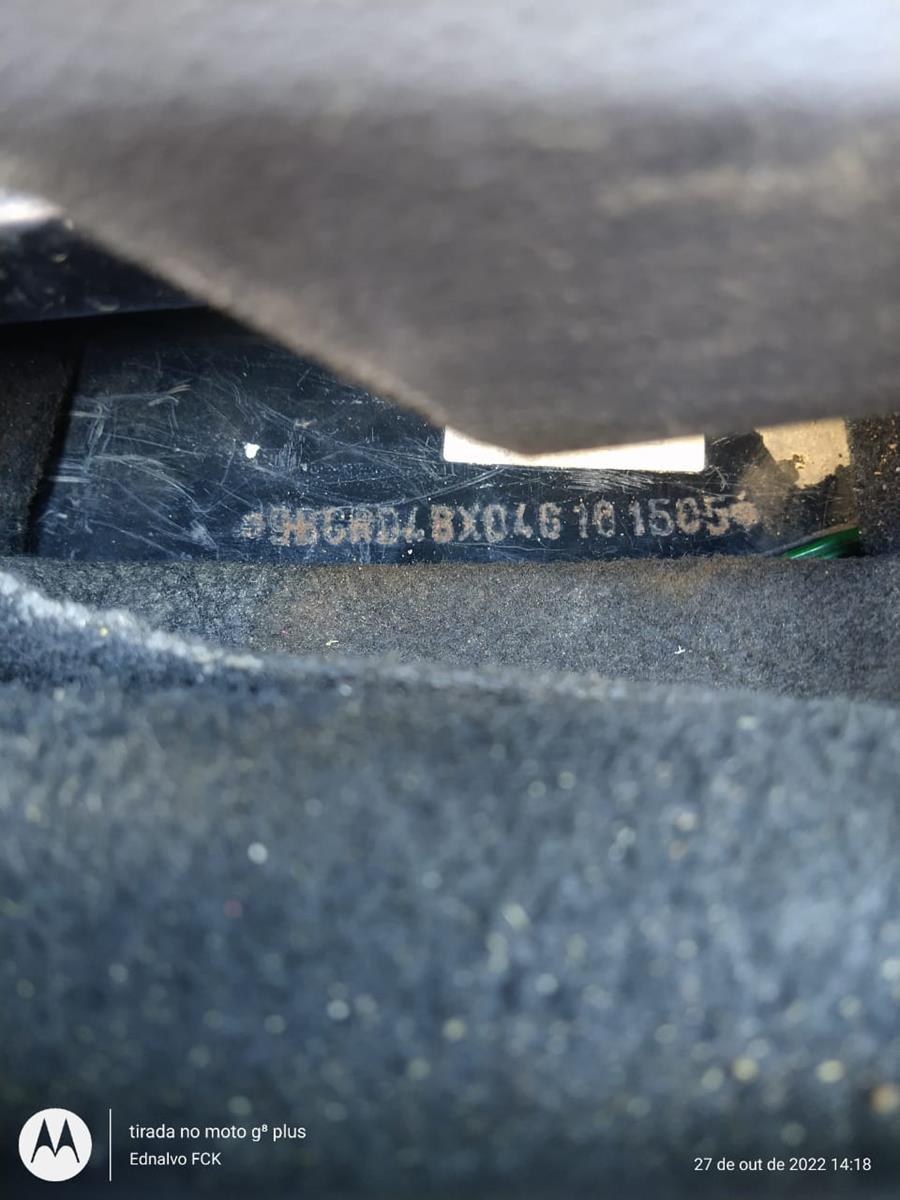 *9BGRD48X04G101505*
tirada no moto g⁸ plus
Ednalvo FCK
27 de out de 2022 14:18